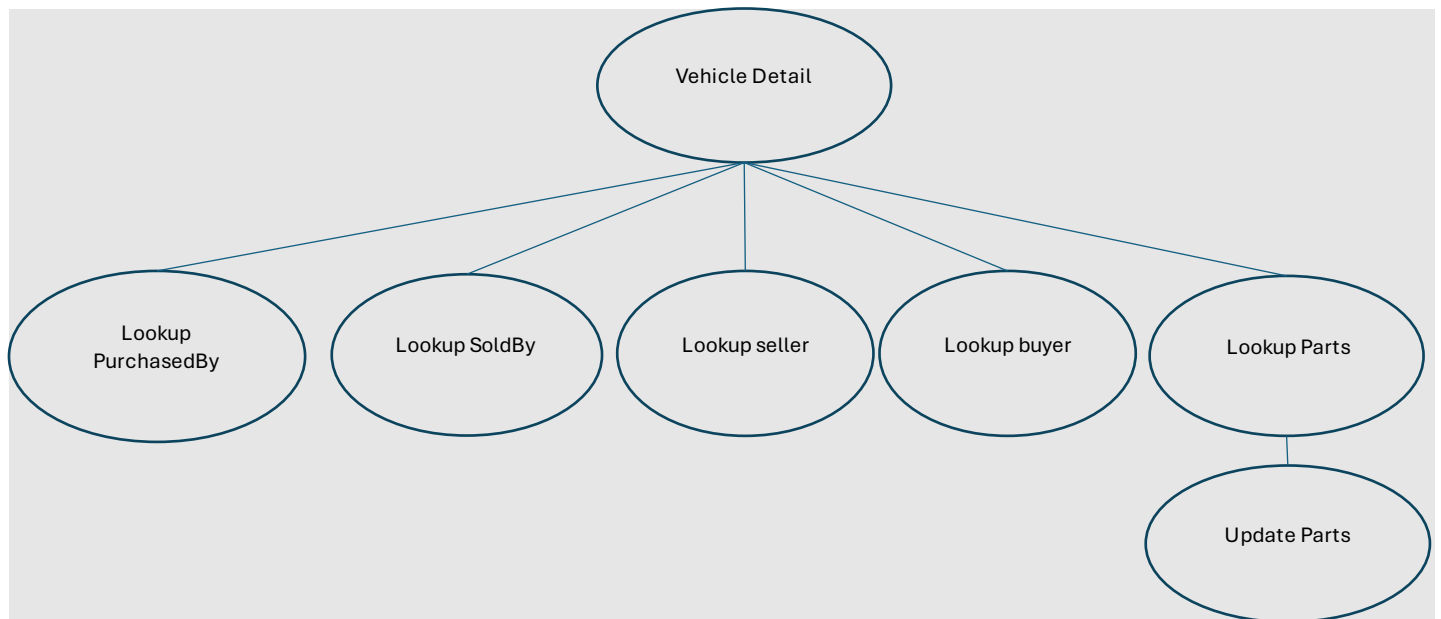 Vehicle Detail
Lookup
PurchasedBy
Lookup SoldBy
Lookup seller
Lookup buyer
Lookup Parts
Update Parts